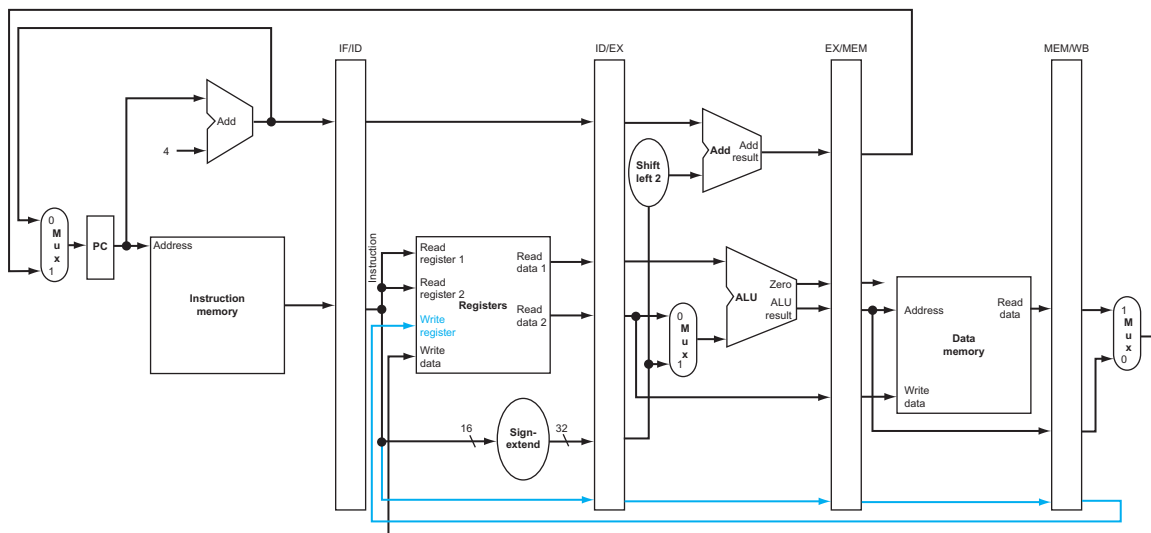 IF/ID
ID/EX
EX/MEM
MEM/WB
Add
4
Add
Add
result
Shift
left 2
0
M
u
x
1
PC
Address
Instruction
memory
Instruction
Read
register 1
Read
register 2
Write
register
Write
data
Registers
Read
data 1
Read
data 2
0
M
u
x
1
ALU
Zero
ALU
result
Address
Write
data
Read
data
Data
memory
1
M
u
x
0
16
Sign-
extend
32